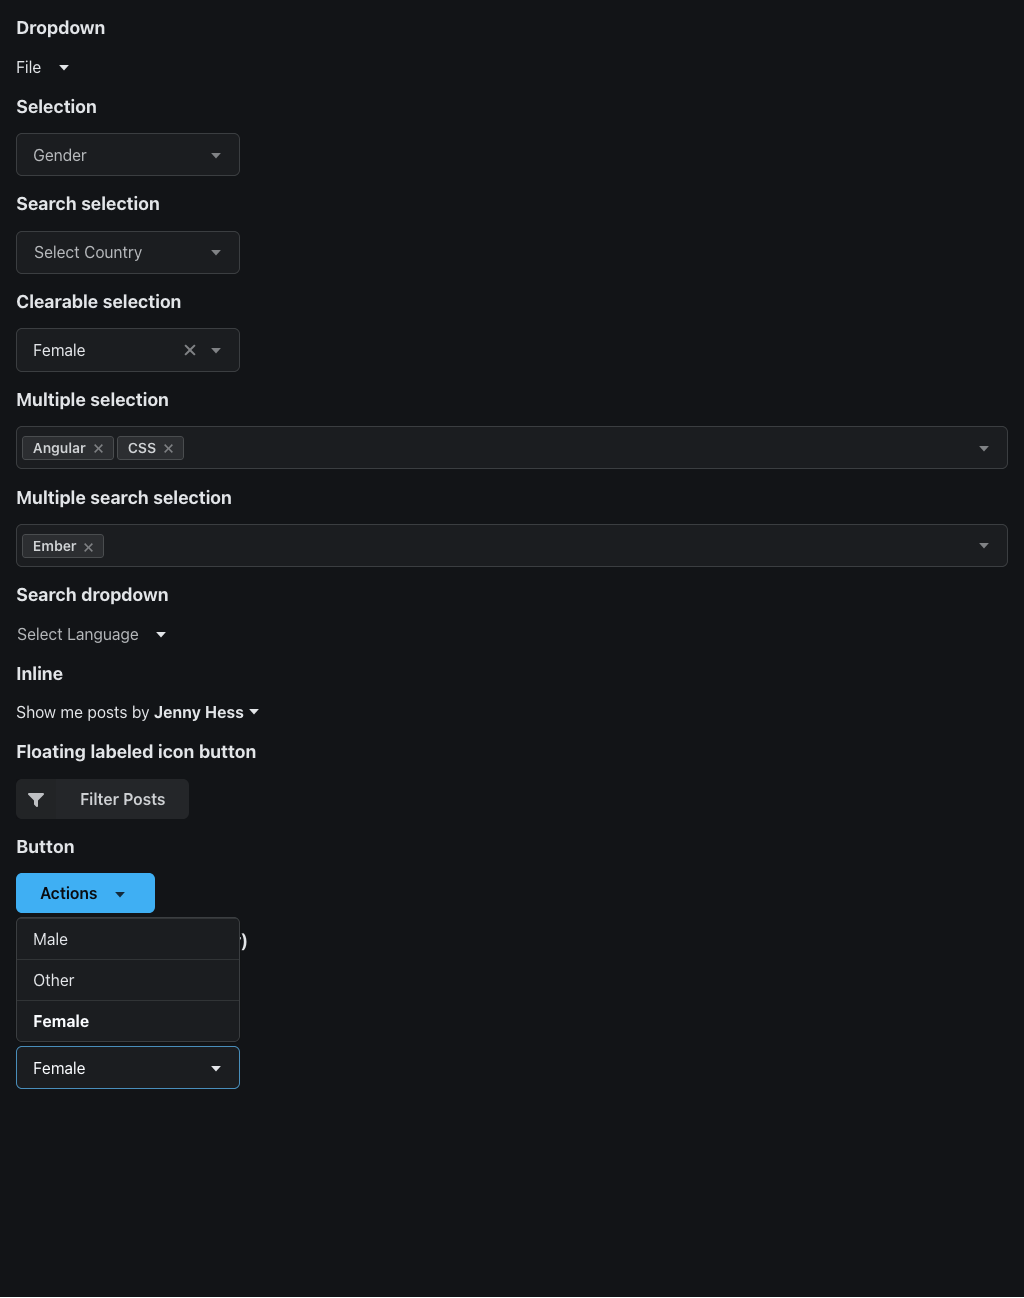 Dropdown
File
Selection
Gender
Search selection
Select Country
Clearable selection
Female
Multiple selection
Angular CSS
Multiple search selection
Ember
Search dropdown
Select Language
Inline
Show me posts by Jenny Hess
Floating labeled icon button
Filter Posts
Button
Actions
)
Male
Other
Female
Female